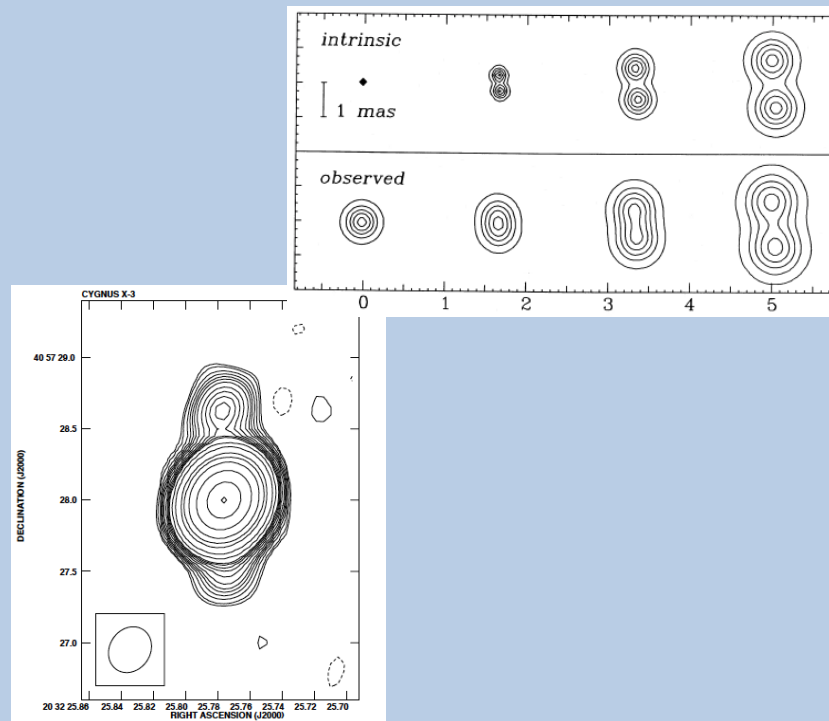 intrinsic
1 mas
observed
0 1 2 3 4 5
CYGNUS X-3
40 57 29.0
28.5
28.0
27.5
27.0
DECLINATION (J2000)
20 32 25.86 25.84 25.82 25.80 25.78 25.76 25.74 25.72 25.70
RIGHT ASCENSION (J2000)